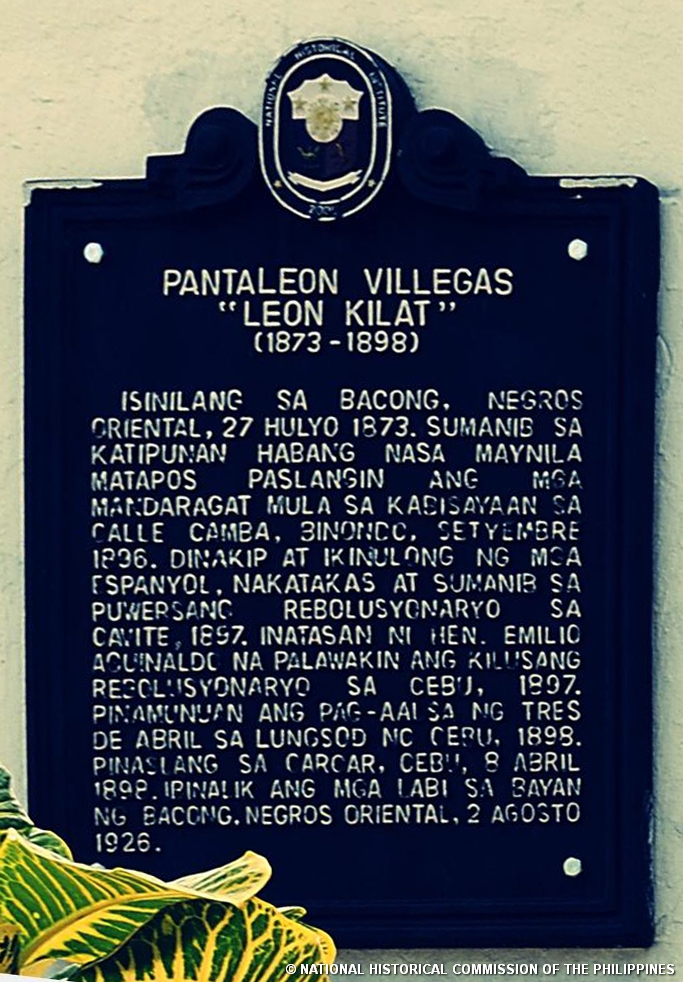 NATIONAL HISTORICAL INSTITUTE
PANTALEON VILLEGAS
"LEON KILAT"
(1873-1898)
ISINILANG SA BACONG, NEGROS
ORIENTAL, 27 HULYO 1873. SUMANIB SA
KATIPUNAN HABANG NASA MAYNILA
MATAPOS PASLANGIN ANG MGA
MANDARAGAT MULA SA KABISAYAAN SA
CALLE CAMBA, BINONDO, SETYEMBRE
1896. DINAKIP AT IKINULONG NG MGA
ESPANYOL, NAKATAKAS AT SUMANIB SA
PUWERSANG REBOLUSYONARYO SA
CAVITE, 1897. INATASAN NI HEN. EMILIO
AGUINALDO NA PALAWAKIN ANG KILUSANG
REBOLUSYONARYO SA CEBU, 1897.
PINAMUNUAN ANG PAG-AALSA NG TRES
DE ABRIL SA LUNGSOD NG CEBU, 1898.
PINASLANG SA CARCAR, CEBU, 8 ABRIL
1898. IPINALIK ANG MGA LABI SA BAYAN
NG BACONG, NEGROS ORIENTAL, 2 AGOSTO
1926.
© NATIONAL HISTORICAL COMMISSION OF THE PHILIPPINES